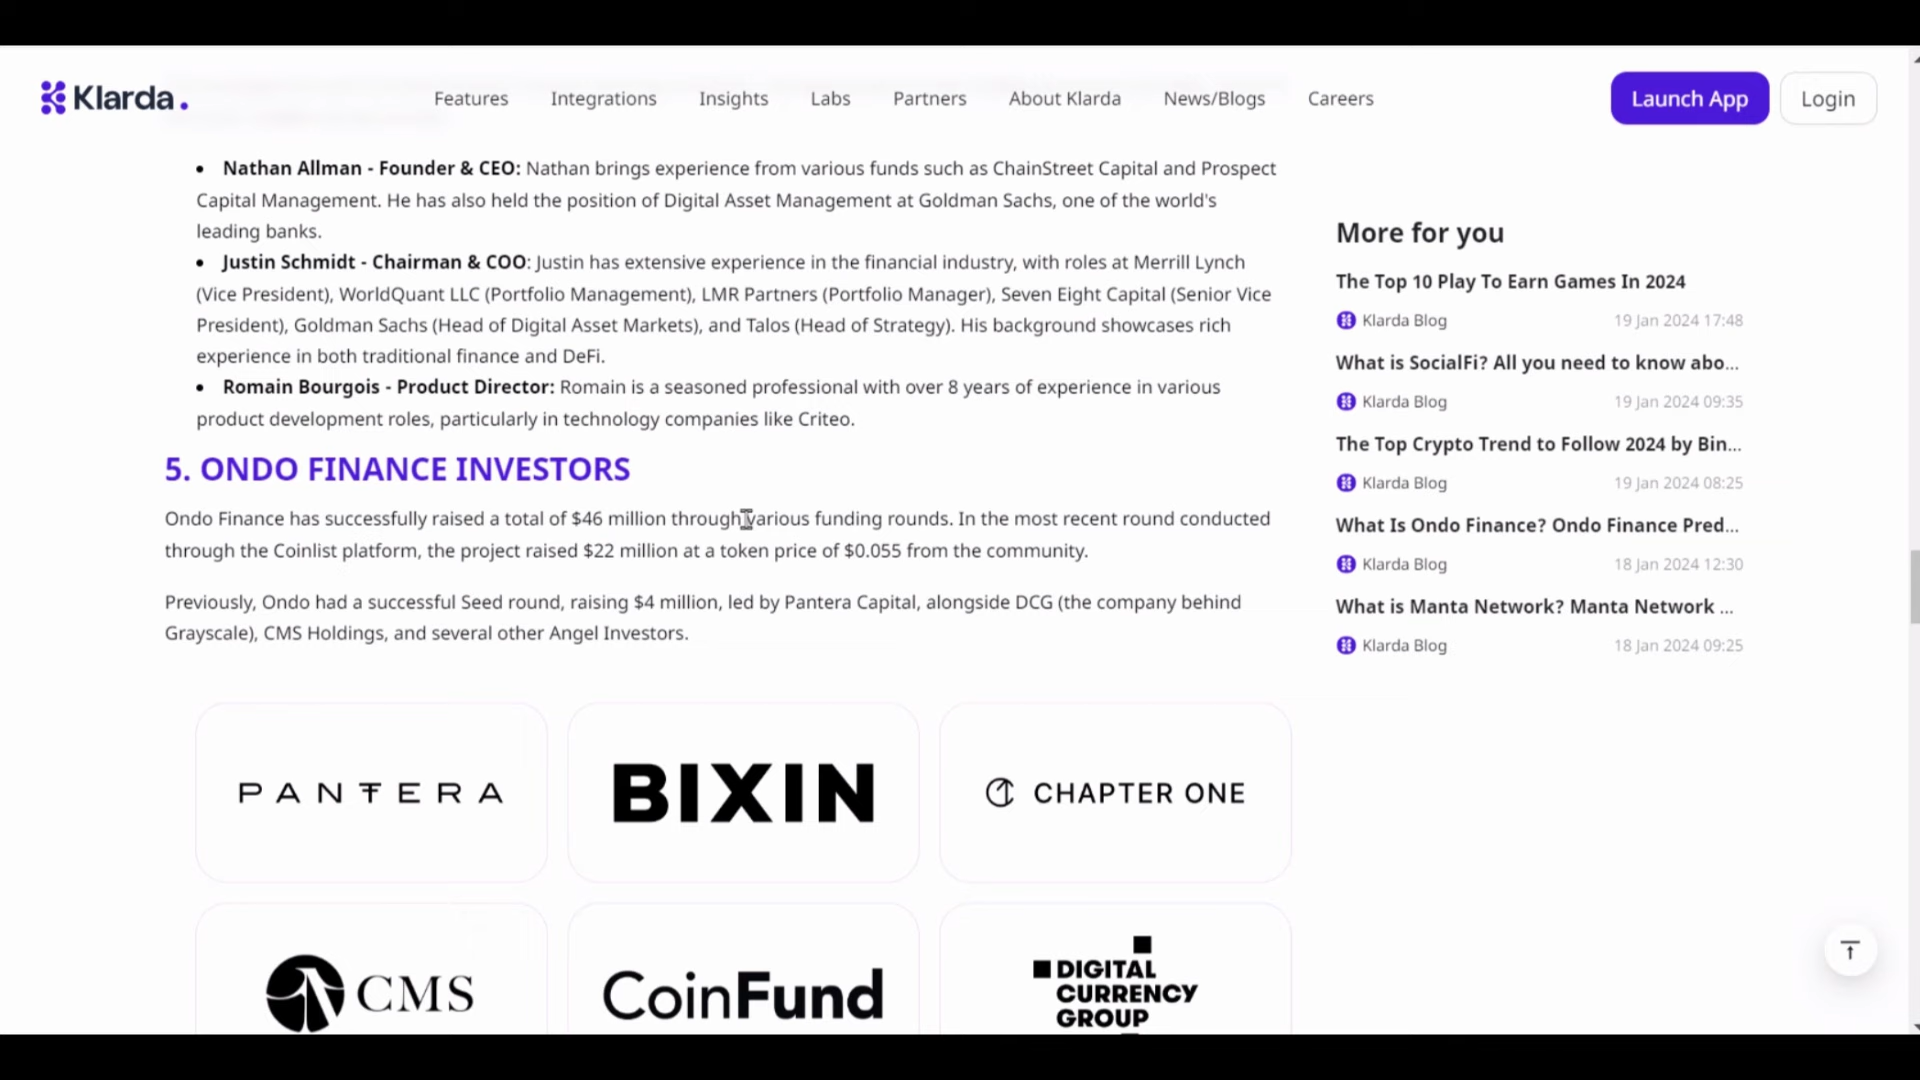 Klarda.
Features
Integrations
Insights
Labs
Partners
About Klarda
News/Blogs
Careers
Launch App
Login
• Nathan Allman - Founder & CEO: Nathan brings experience from various funds such as ChainStreet Capital and Prospect
Capital Management. He has also held the position of Digital Asset Management at Goldman Sachs, one of the world's
leading banks.
• Justin Schmidt - Chairman & COO: Justin has extensive experience in the financial industry, with roles at Merrill Lynch
(Vice President), WorldQuant LLC (Portfolio Management), LMR Partners (Portfolio Manager), Seven Eight Capital (Senior Vice
President), Goldman Sachs (Head of Digital Asset Markets), and Talos (Head of Strategy). His background showcases rich
experience in both traditional finance and DeFi.
• Romain Bourgois - Product Director: Romain is a seasoned professional with over 8 years of experience in various
product development roles, particularly in technology companies like Criteo.
5. ONDO FINANCE INVESTORS
Ondo Finance has successfully raised a total of $46 million through various funding rounds. In the most recent round conducted
through the Coinlist platform, the project raised $22 million at a token price of $0.055 from the community.
Previously, Ondo had a successful Seed round, raising $4 million, led by Pantera Capital, alongside DCG (the company behind
Grayscale), CMS Holdings, and several other Angel Investors.
PANTERA
BIXIN
CHAPTER ONE
CMS
CoinFund
DIGITAL
CURRENCY
GROUP
More for you
The Top 10 Play To Earn Games In 2024
Klarda Blog 19 Jan 2024 17:48
What is SocialFi? All you need to know abo...
Klarda Blog 19 Jan 2024 09:35
The Top Crypto Trend to Follow 2024 by Bin...
Klarda Blog 19 Jan 2024 08:25
What Is Ondo Finance? Ondo Finance Pred...
Klarda Blog 18 Jan 2024 12:30
What is Manta Network? Manta Network ...
Klarda Blog 18 Jan 2024 09:25